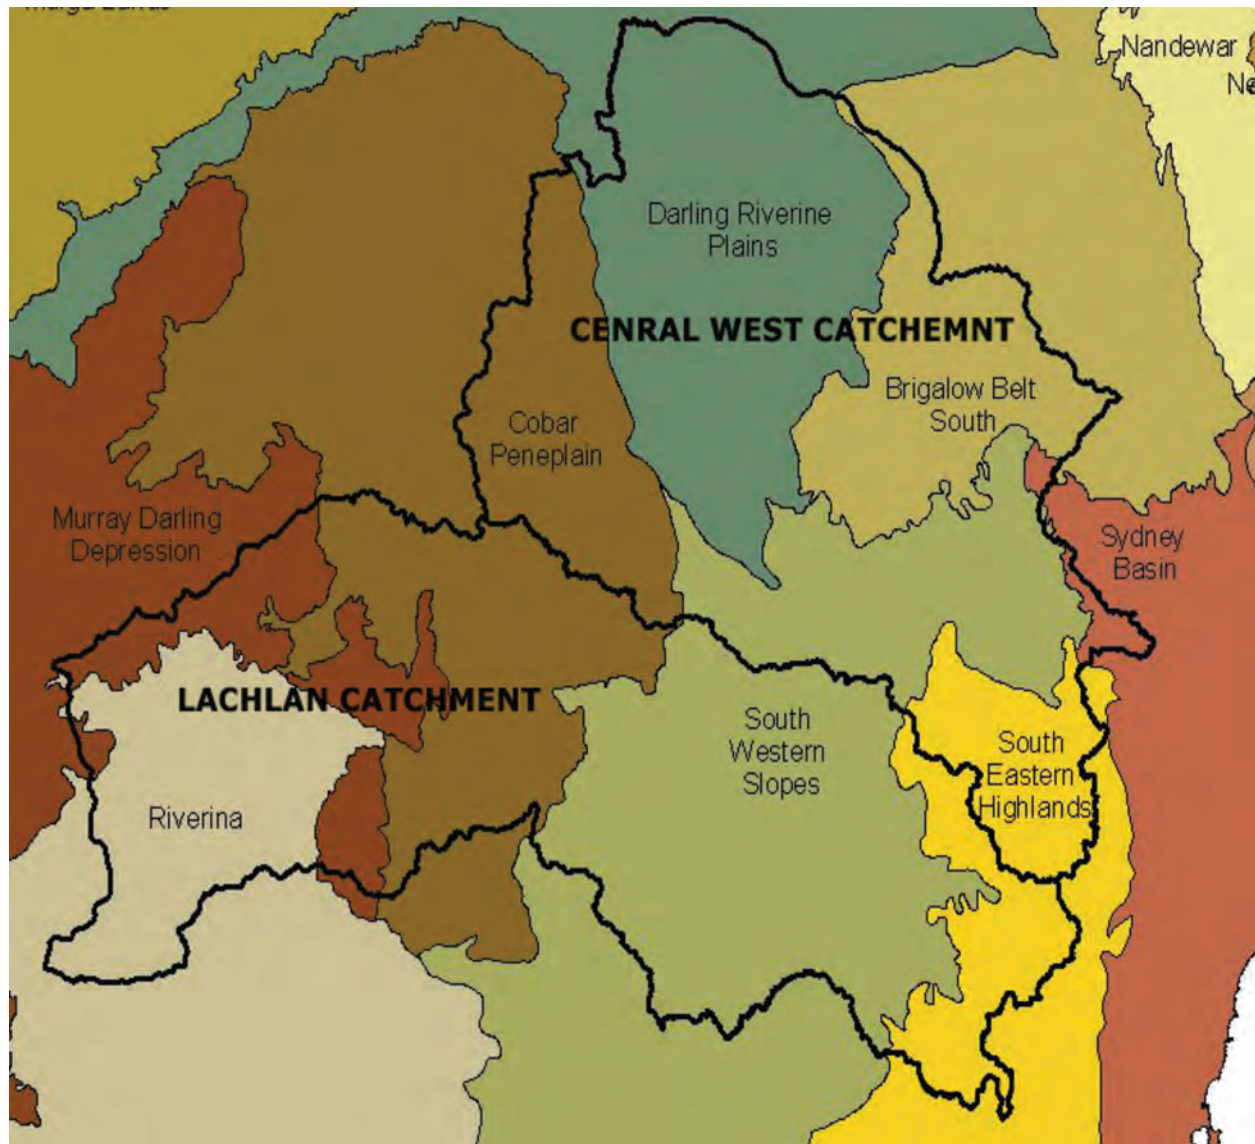 Nandewar
Darling Riverine
Plains
CENRAL WEST CATCHEMNT
Brigalow Belt
South
Cobar
Peneplain
Murray Darling
Depression
Sydney
Basin
LACHLAN CATCHMENT
South
Western
Slopes
South
Eastern
Highlands
Riverina